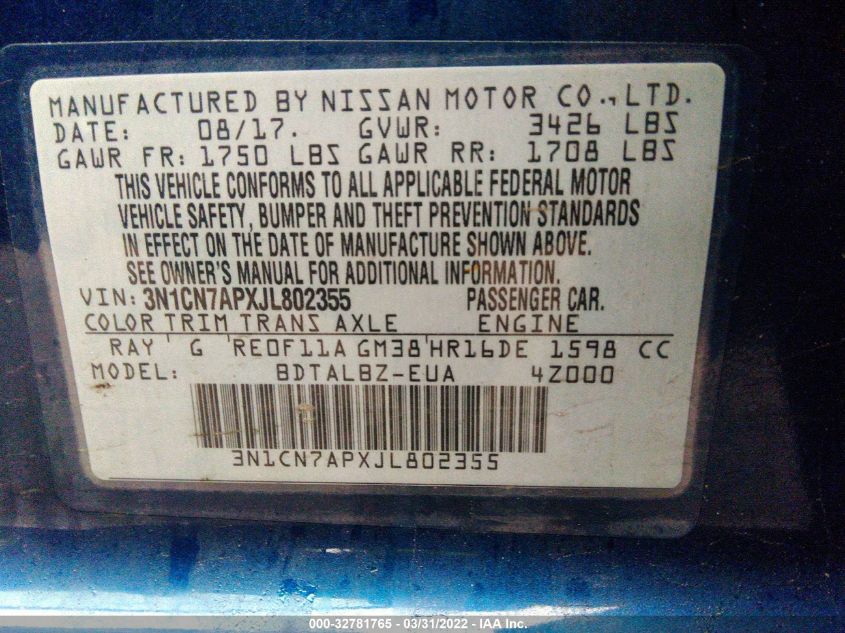 MANUFACTURED BY NISSAN MOTOR CO., LTD.
DATE: 08/17. GVWR: 3426 LBS
GAWR FR: 1750 LBS GAWR RR: 1708 LBS
THIS VEHICLE CONFORMS TO ALL APPLICABLE FEDERAL MOTOR
VEHICLE SAFETY, BUMPER AND THEFT PREVENTION STANDARDS
IN EFFECT ON THE DATE OF MANUFACTURE SHOWN ABOVE.
SEE OWNER'S MANUAL FOR ADDITIONAL INFORMATION.
VIN: 3N1CN7APXJL802355 PASSENGER CAR.
COLOR TRIM TRANS AXLE ENGINE
RAY G RE0F11A GM38 HR16DE 1598 CC
MODEL: BDTALBZ-EUA 4Z000
3N1CN7APXJL802355
000-32781765 - 03/31/2022 - IAA Inc.